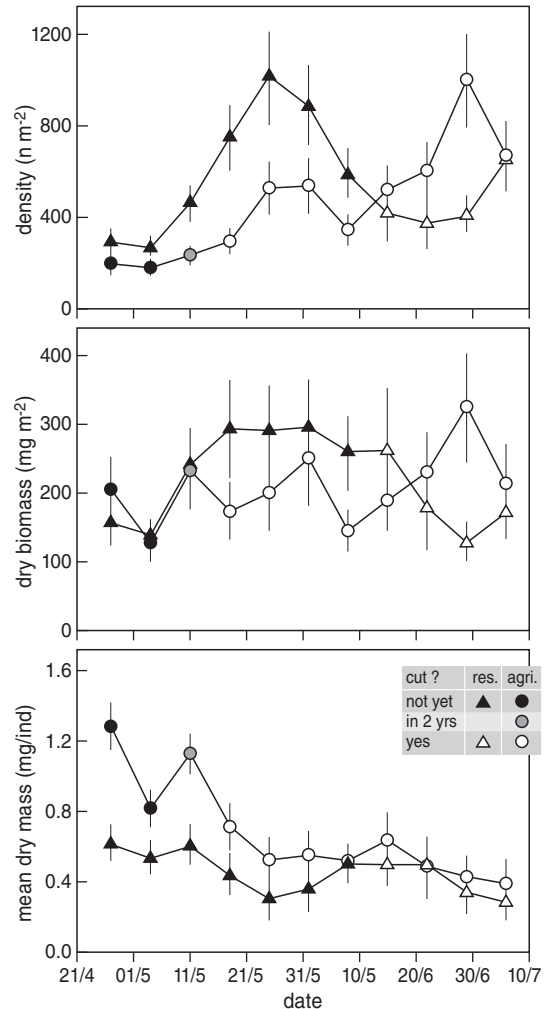 1200
800
400
0
density (n m-2)
400
300
200
100
0
dry biomass (mg m-2)
1.6
1.2
0.8
0.4
0.0
mean dry mass (mg/ind)
cut ? res. agri.
not yet
in 2 yrs
yes
21/4 01/5 11/5 21/5 31/5 10/5 20/6 30/6 10/7
date